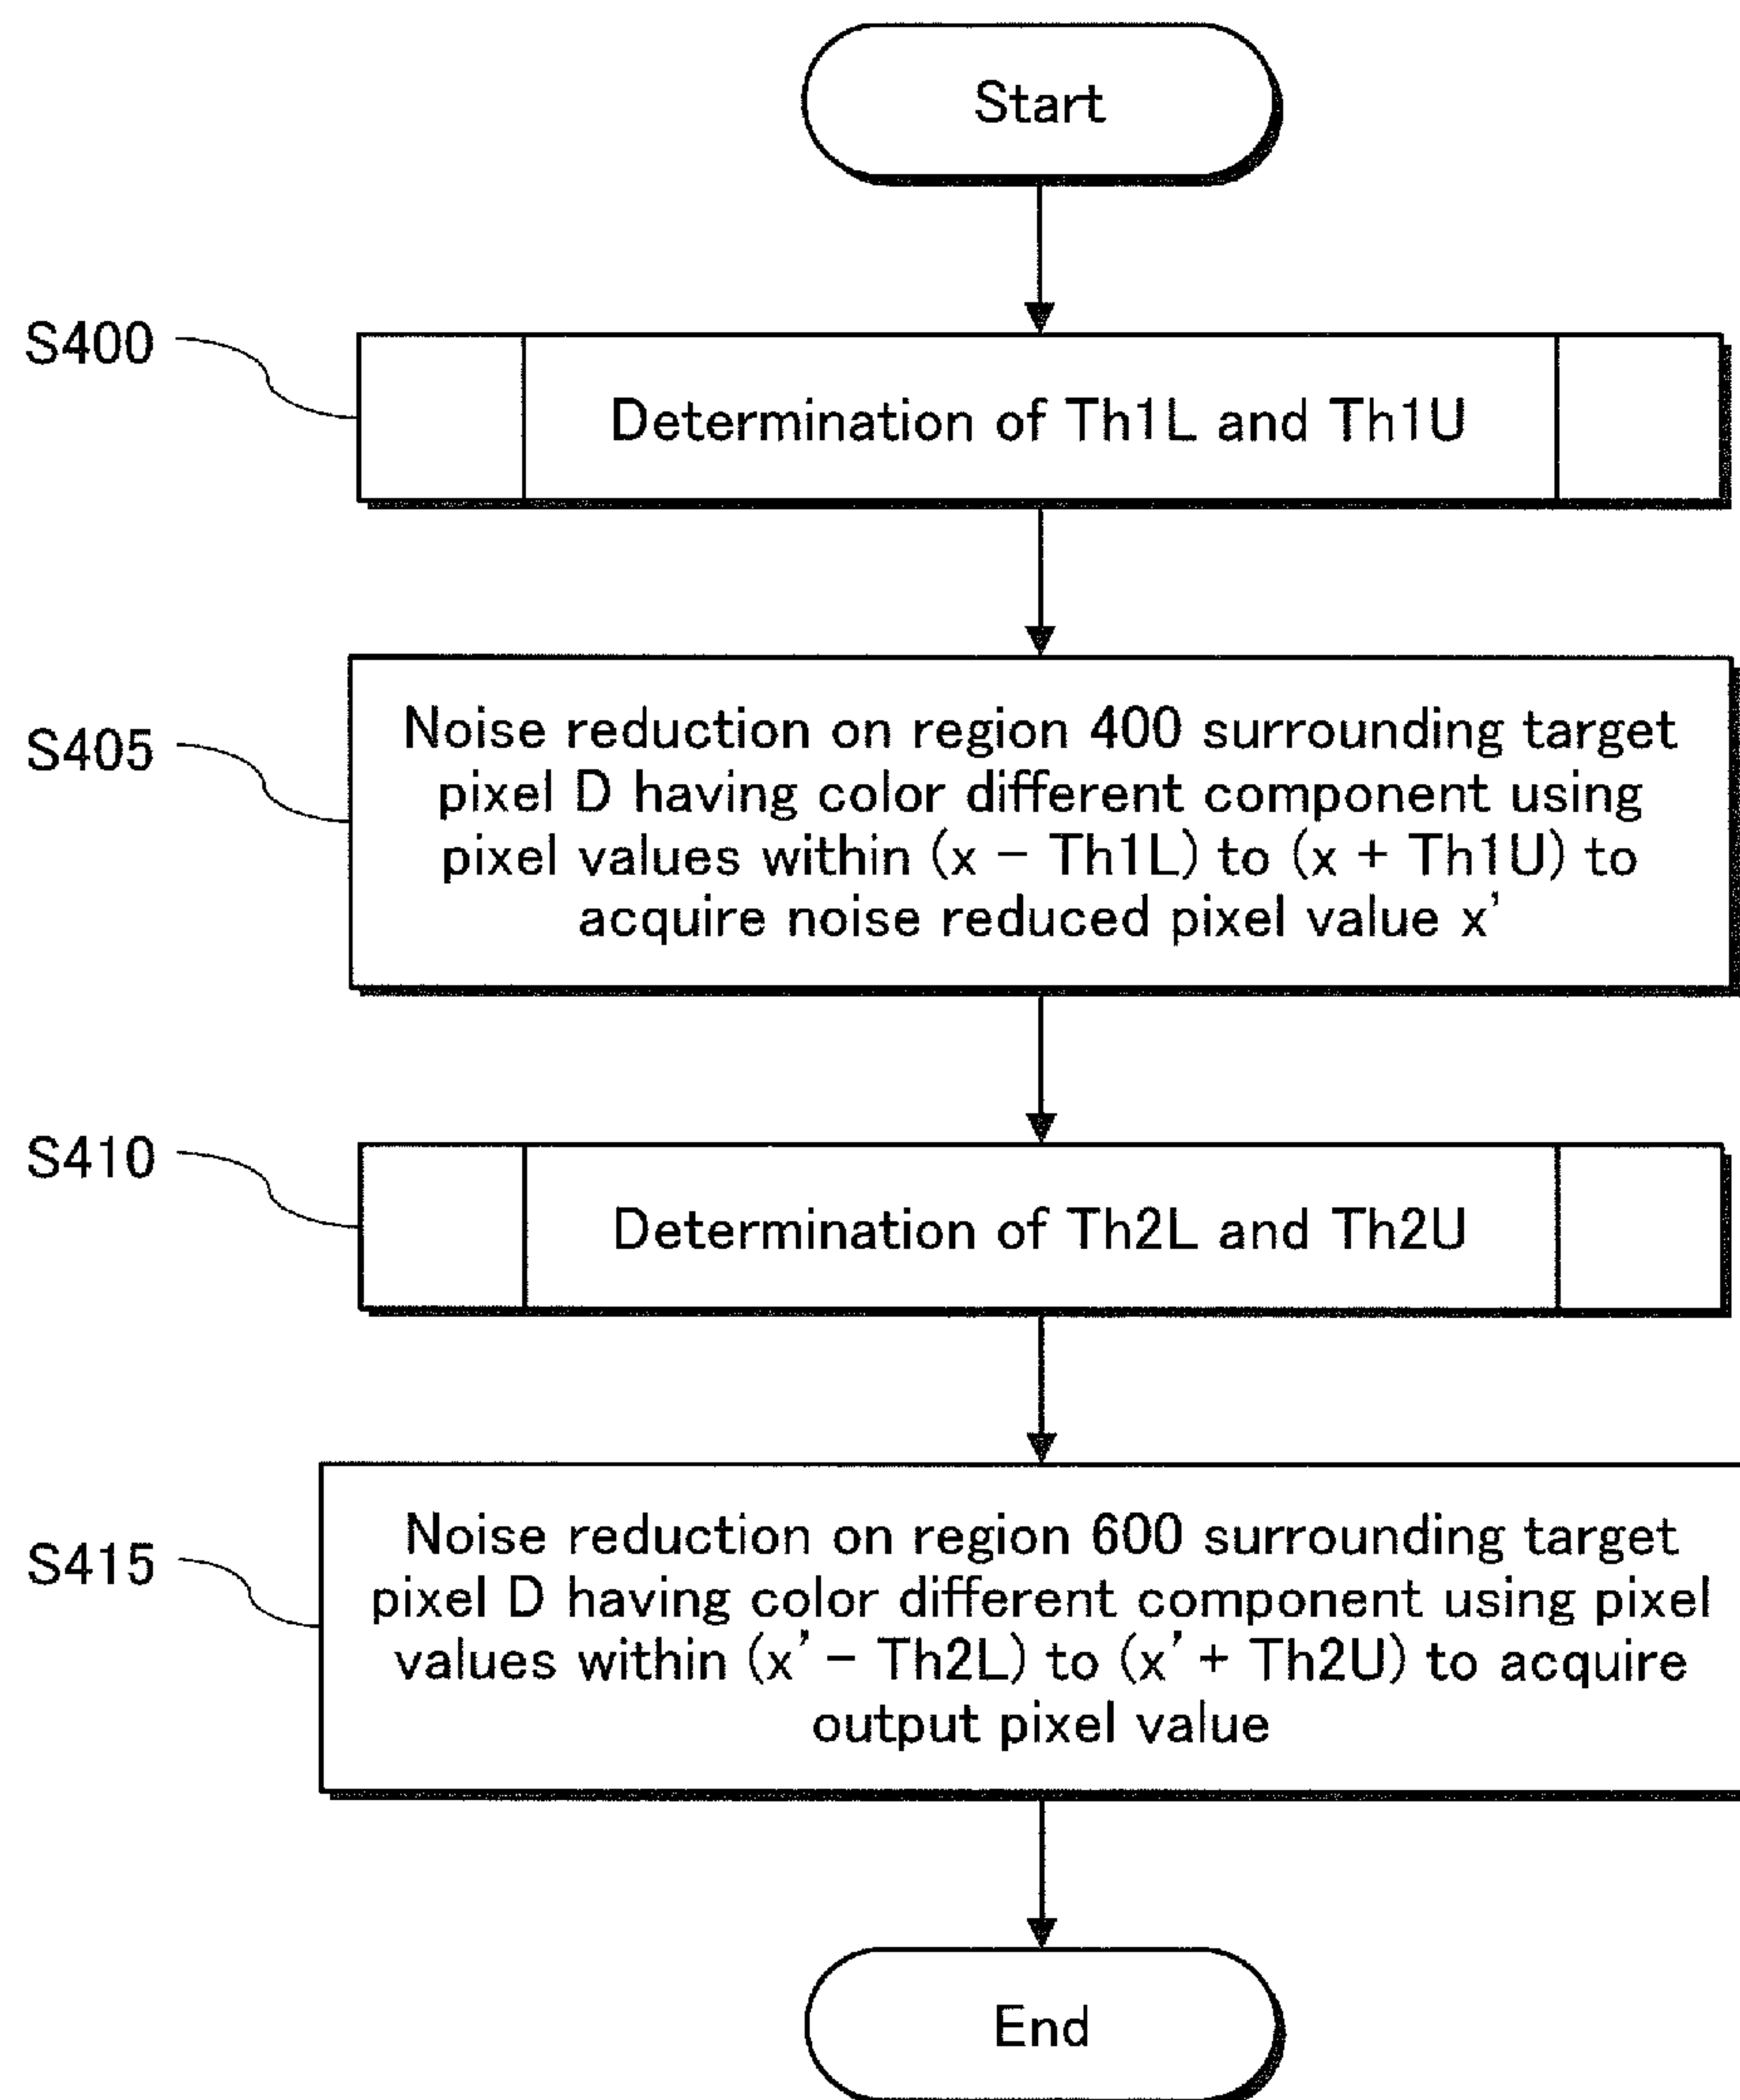 Start
S400
Determination of Th1L and Th1U
S405
Noise reduction on region 400 surrounding target
pixel D having color different component using
pixel values within (x - Th1L) to (x + Th1U) to
acquire noise reduced pixel value x'
S410
Determination of Th2L and Th2U
S415
Noise reduction on region 600 surrounding target
pixel D having color different component using pixel
values within (x' - Th2L) to (x' + Th2U) to acquire
output pixel value
End